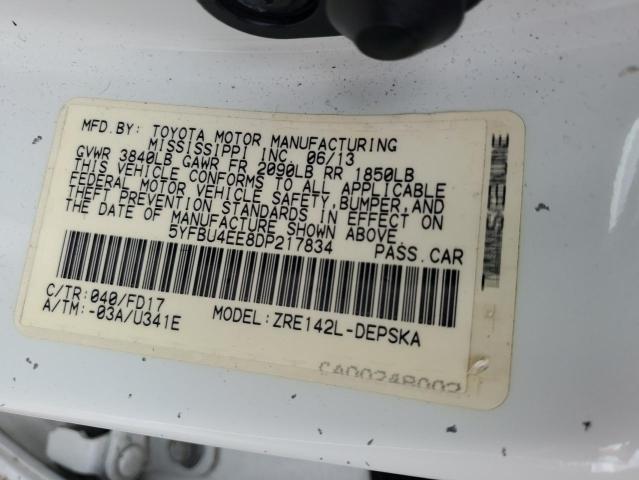 MFD.BY: TOYOTA MOTOR MANUFACTURING
MISSISSIPPI, INC. 06/13
GVWR 3840LB GAWR FR 2090LB RR 1850LB
THIS VEHICLE CONFORMS TO ALL APPLICABLE
FEDERAL MOTOR VEHICLE SAFETY, BUMPER, AND
THEFT PREVENTION STANDARDS IN EFFECT ON
THE DATE OF MANUFACTURE SHOWN ABOVE.
5YFBU4EE8DP217834 PASS.CAR
C/TR: 040/FD17
A/TM: -03A/U341E MODEL: ZRE142L-DEPSKA